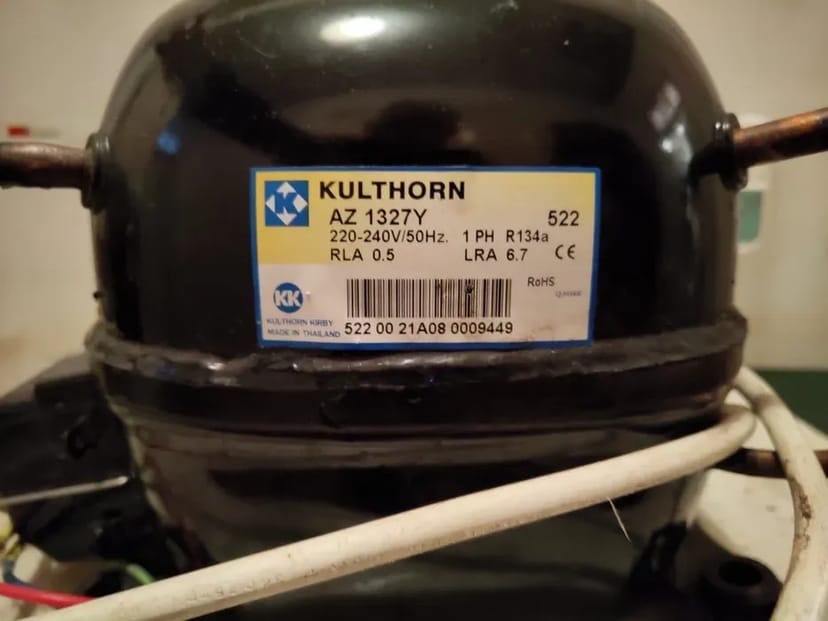 KULTHORN
AZ 1327Y 522
220-240V/50Hz. 1 PH R134a
RLA 0.5 LRA 6.7 CE
RoHS
KK
KULTHORN KIRBY
MADE IN THAILAND
522 00 21A08 0009449